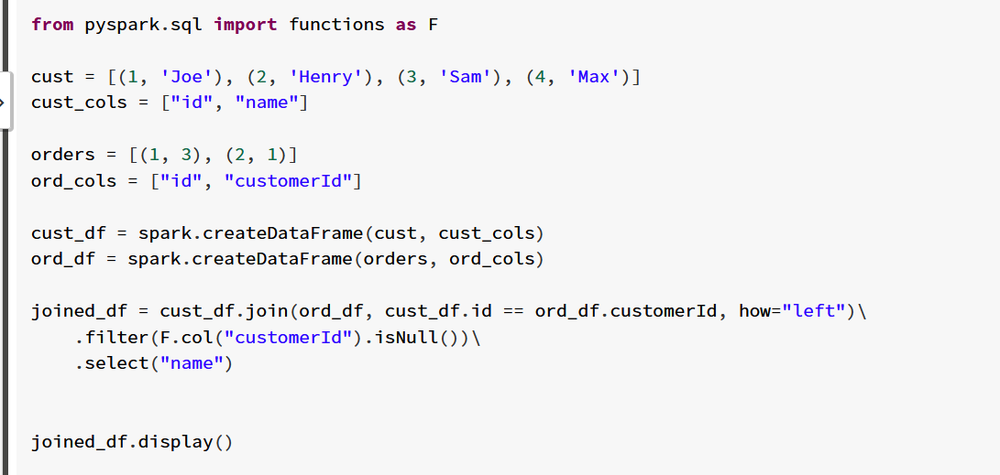 from pyspark.sql import functions as F
cust = [(1, 'Joe'), (2, 'Henry'), (3, 'Sam'), (4, 'Max')]
cust_cols = ["id", "name"]
orders = [(1, 3), (2, 1)]
ord_cols = ["id", "customerId"]
cust_df = spark.createDataFrame(cust, cust_cols)
ord_df = spark.createDataFrame(orders, ord_cols)
joined_df = cust_df.join(ord_df, cust_df.id == ord_df.customerId, how="left")\
    .filter(F.col("customerId").isNull())\
    .select("name")
joined_df.display()